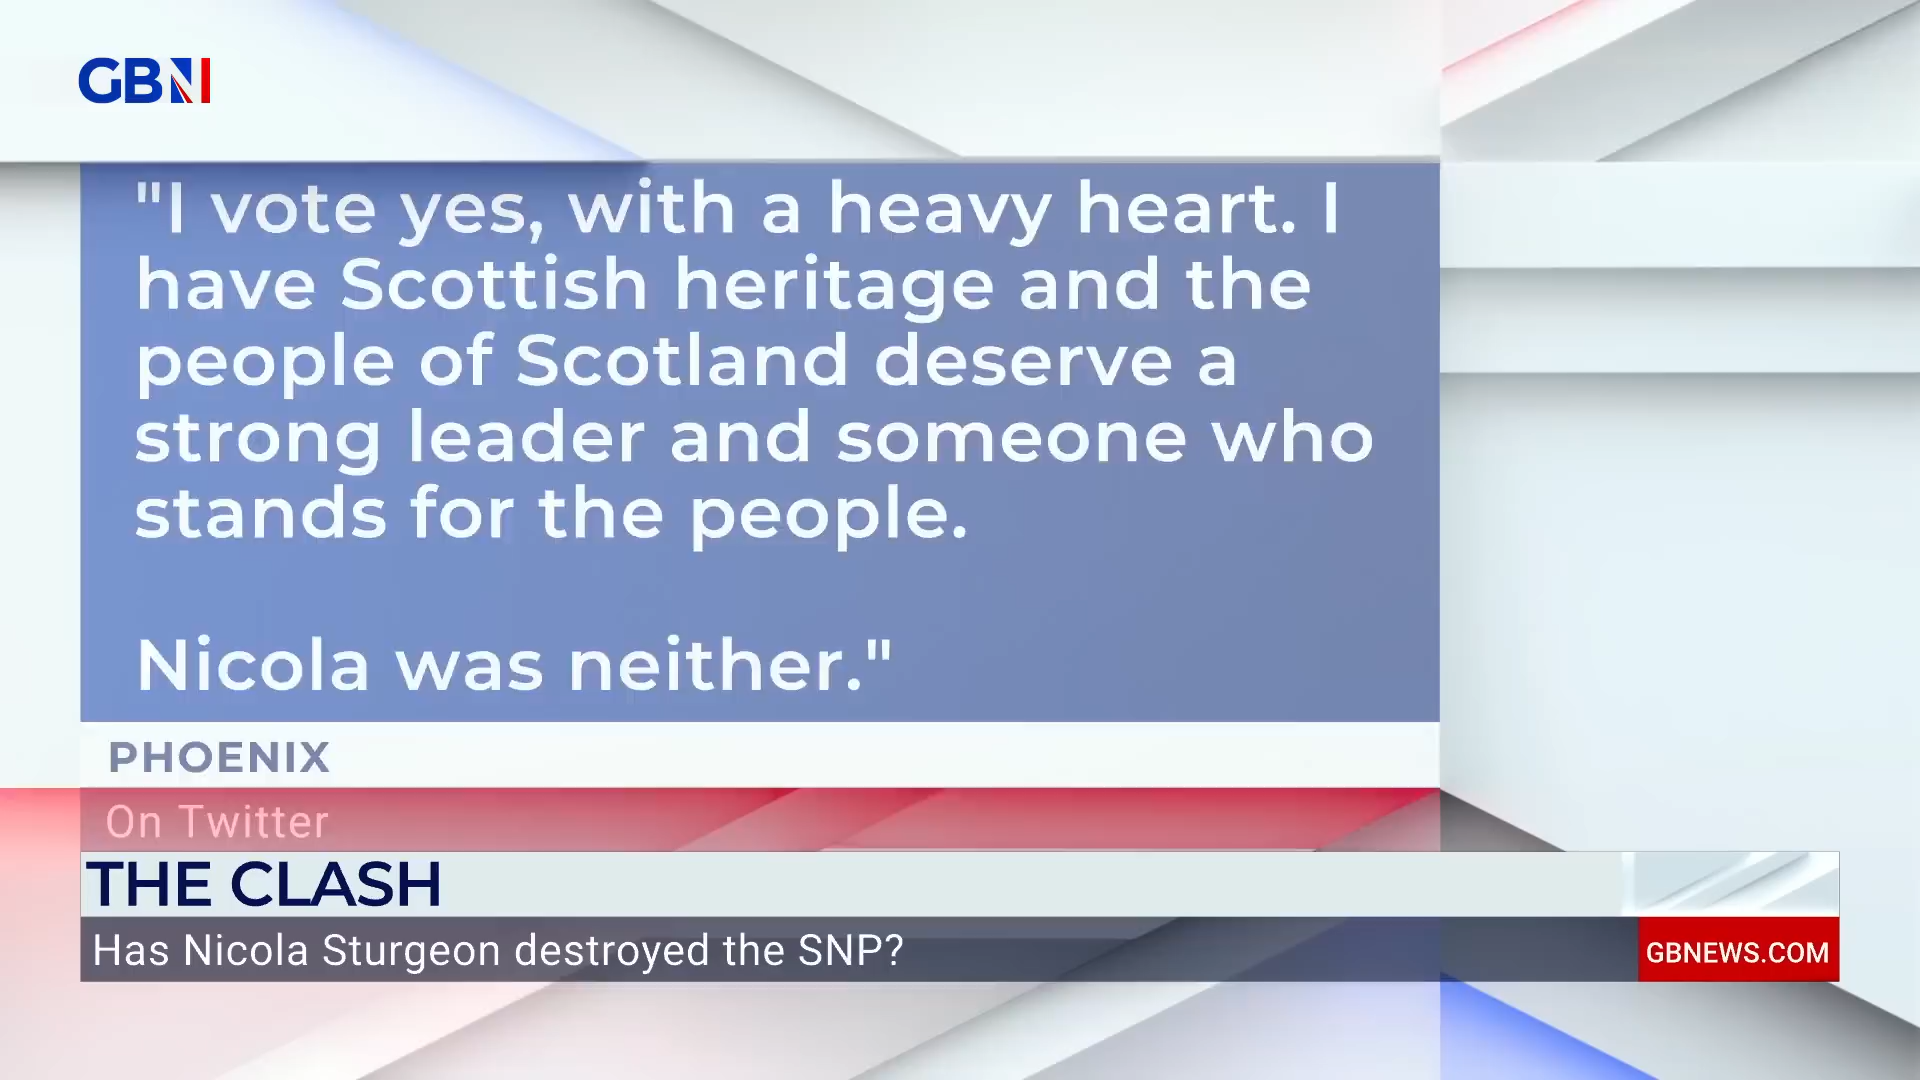 GBN
"I vote yes, with a heavy heart. I
have Scottish heritage and the
people of Scotland deserve a
strong leader and someone who
stands for the people.
Nicola was neither."
PHOENIX
On Twitter
THE CLASH
Has Nicola Sturgeon destroyed the SNP?
GBNEWS.COM